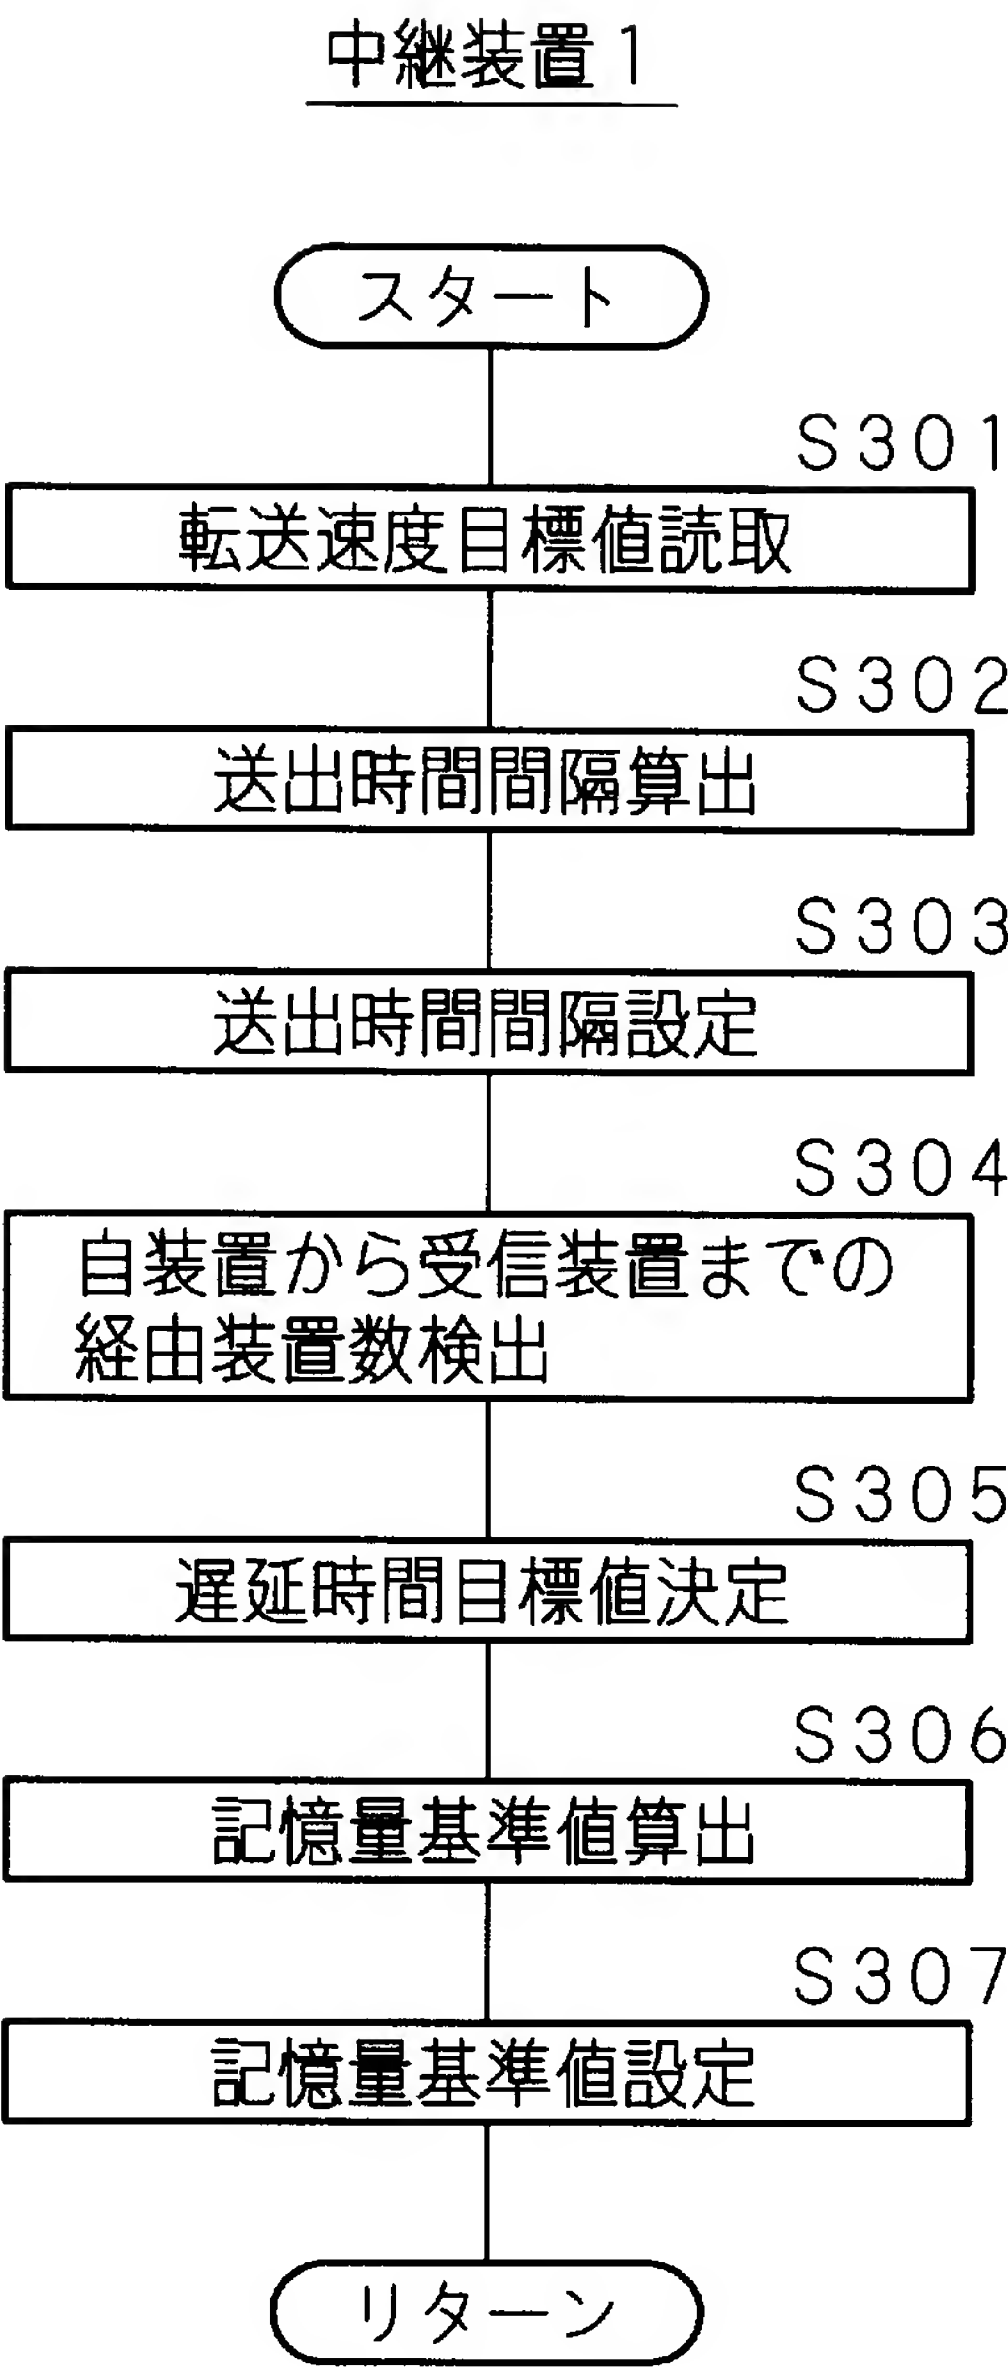 中継装置1
スタート
S301
転送速度目標値読取
S302
送出時間間隔算出
S303
送出時間間隔設定
S304
自装置から受信装置までの
経由装置数検出
S305
遅延時間目標値決定
S306
記憶量基準値算出
S307
記憶量基準値設定
リターン